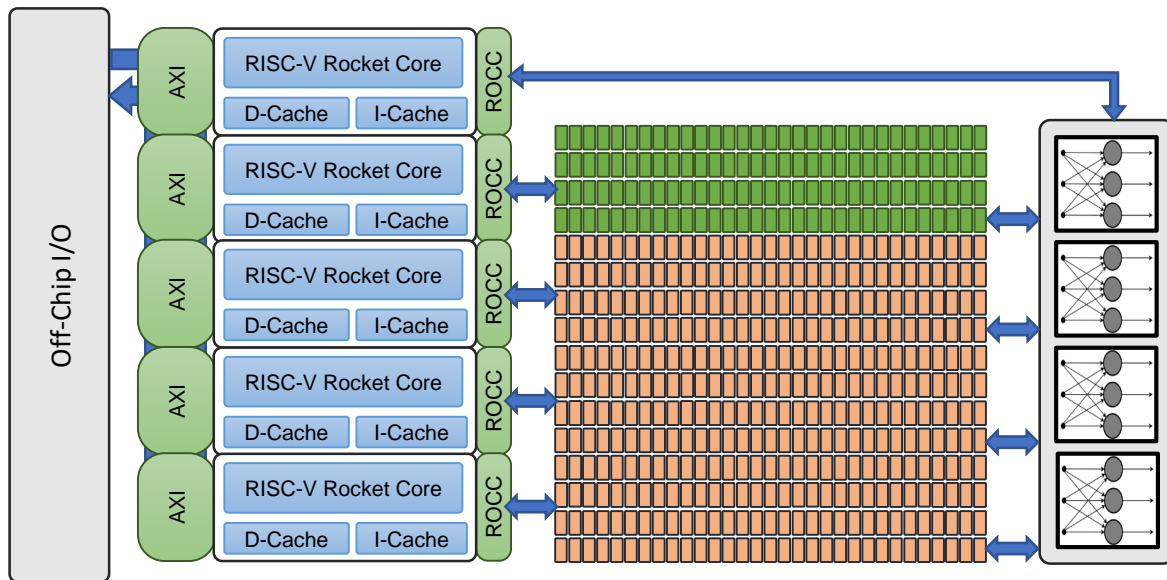 Off-Chip I/O
AXI
RISC-V Rocket Core
D-Cache I-Cache
ROCC
AXI
RISC-V Rocket Core
D-Cache I-Cache
ROCC
AXI
RISC-V Rocket Core
D-Cache I-Cache
ROCC
AXI
RISC-V Rocket Core
D-Cache I-Cache
ROCC
AXI
RISC-V Rocket Core
D-Cache I-Cache
ROCC